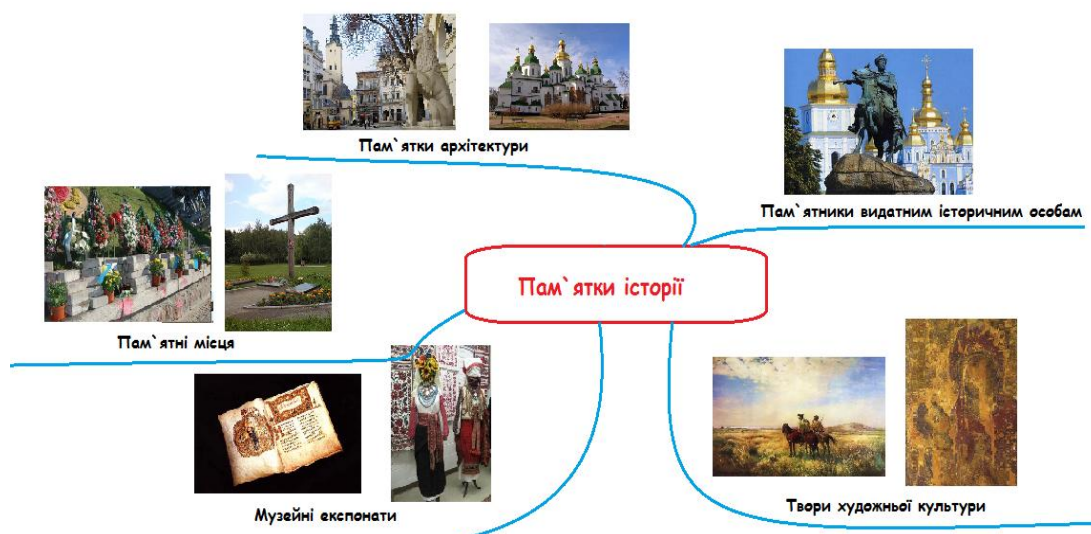 Пам`ятки архітектури
Пам`ятники видатним історичним особам
Пам`ятки історії
Пам`ятні місця
Музейні експонати
Твори художньої культури